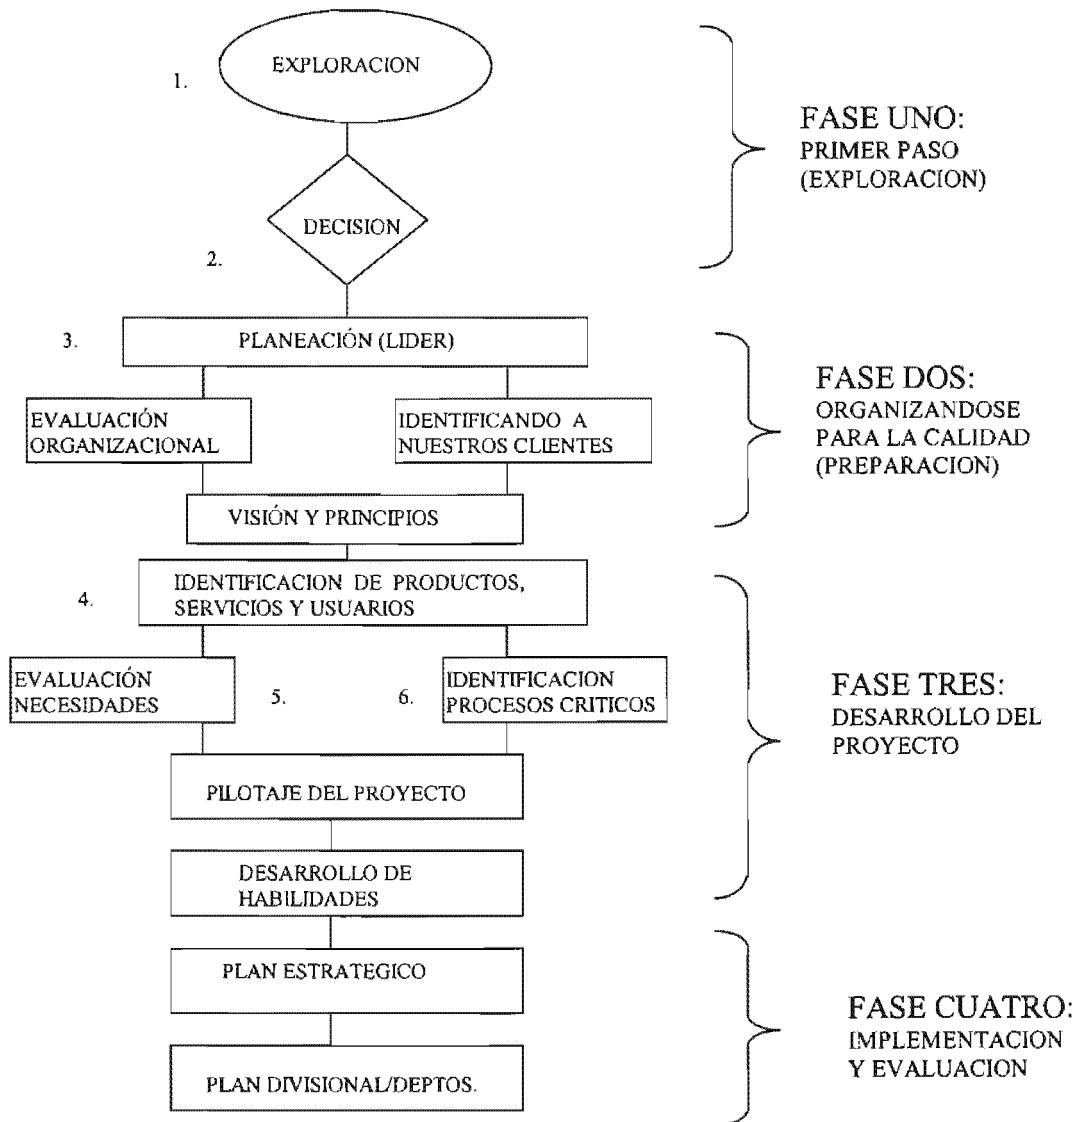 1.
EXPLORACION
FASE UNO:
PRIMER PASO
(EXPLORACION)
DECISION
2.
3.
PLANEACIÓN (LIDER)
EVALUACIÓN
ORGANIZACIONAL
IDENTIFICANDO A
NUESTROS CLIENTES
FASE DOS:
ORGANIZANDOSE
PARA LA CALIDAD
(PREPARACION)
VISIÓN Y PRINCIPIOS
4.
IDENTIFICACION DE PRODUCTOS,
SERVICIOS Y USUARIOS
EVALUACIÓN
NECESIDADES
5.
6.
IDENTIFICACION
PROCESOS CRITICOS
FASE TRES:
DESARROLLO DEL
PROYECTO
PILOTAJE DEL PROYECTO
DESARROLLO DE
HABILIDADES
PLAN ESTRATEGICO
FASE CUATRO:
IMPLEMENTACION
Y EVALUACION
PLAN DIVISIONAL/DEPTOS.